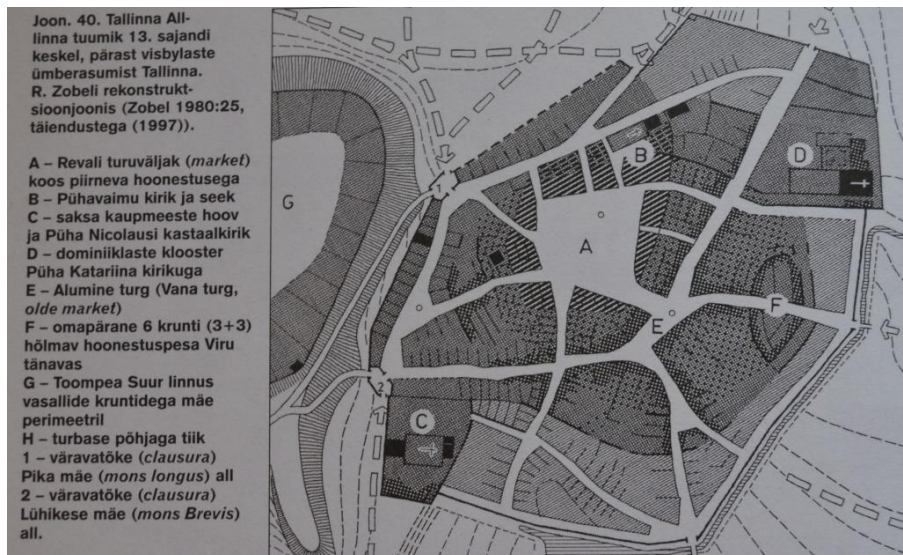 Joon. 40. Tallinna All-
linna tuumik 13. sajandi
keskel, pärast visbylaste
ümberasumist Tallinna.
R. Zobeli rekonstrukt-
sioonjoonis (Zobel 1980:25,
täiendustega (1997)).
A – Revali turuväljak (market)
koos piirneva hoonestusega
B – Pühavaimu kirik ja seek
C – saksa kaupmeeste hoov
ja Püha Nicolausi kastaalkirik
D – dominiiklaste klooster
Püha Katariina kirikuga
E – Alumine turg (Vana turg,
olde market)
F – omapärane 6 krunti (3+3)
hõlmav hoonestuspesa Viru
tänavas
G – Toompea Suur linnus
vasallide kruntidega mäe
perimeetril
H – turbase põhjaga tiik
1 – väravatõke (clausura)
Pika mäe (mons longus) all
2 – väravatõke (clausura)
Lühikese mäe (mons Brevis)
all.
B
D
1
G
A
F
E
2
C